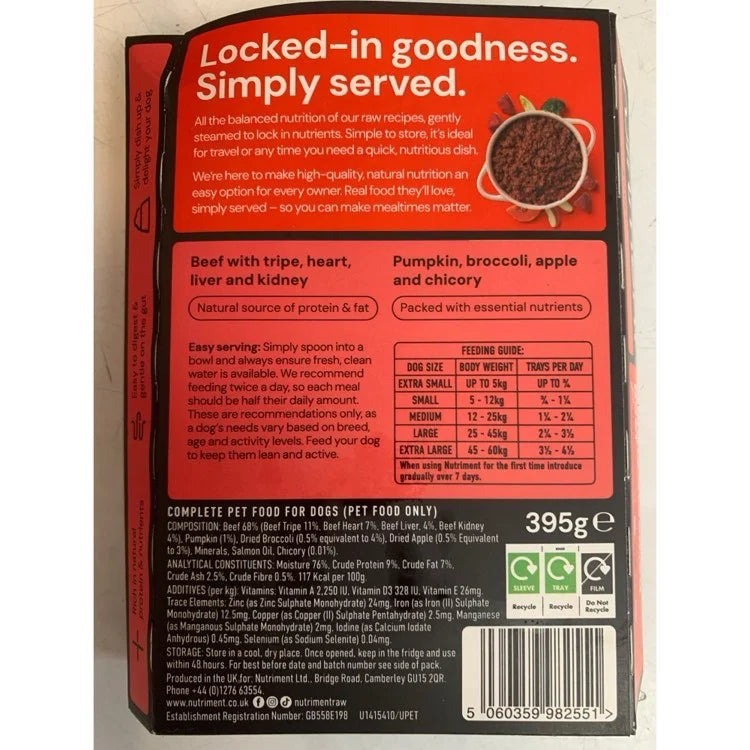 Locked-in goodness.
Simply served.
All the balanced nutrition of our raw recipes, gently
steamed to lock in nutrients. Simple to store, it's ideal
for travel or any time you need a quick, nutritious dish.
We're here to make high-quality, natural nutrition an
easy option for every owner. Real food they'll love,
simply served – so you can make mealtimes matter.
Simply dish up &
delight your dog
Easy to digest &
gentle on the gut
Rich in natural
protein & nutrients
Beef with tripe, heart,
liver and kidney
Natural source of protein & fat
Pumpkin, broccoli, apple
and chicory
Packed with essential nutrients
Easy serving: Simply spoon into a
bowl and always ensure fresh, clean
water is available. We recommend
feeding twice a day, so each meal
should be half their daily amount.
These are recommendations only, as
a dog's needs vary based on breed,
age and activity levels. Feed your dog
to keep them lean and active.
FEEDING GUIDE:
DOG SIZE BODY WEIGHT TRAYS PER DAY
EXTRA SMALL UP TO 5kg UP TO ¾
SMALL 5 - 12kg ¾ - 1¼
MEDIUM 12 - 25kg 1¼ - 2¼
LARGE 25 - 45kg 2¼ - 3½
EXTRA LARGE 45 - 60kg 3½ - 4½
When using Nutriment for the first time introduce
gradually over 7 days.
COMPLETE PET FOOD FOR DOGS (PET FOOD ONLY)
COMPOSITION: Beef 68% (Beef Tripe 11%, Beef Heart 7%, Beef Liver, 4%, Beef Kidney
4%), Pumpkin (1%), Dried Broccoli (0.5% equivalent to 4%), Dried Apple (0.5% Equivalent
to 3%), Minerals, Salmon Oil, Chicory (0.01%).
ANALYTICAL CONSTITUENTS: Moisture 76%, Crude Protein 9%, Crude Fat 7%,
Crude Ash 2.5%, Crude Fibre 0.5%. 117 Kcal per 100g.
ADDITIVES (per kg): Vitamins: Vitamin A 2,250 IU, Vitamin D3 328 IU, Vitamin E 26mg.
Trace Elements: Zinc (as Zinc Sulphate Monohydrate) 24mg, Iron (as Iron (II) Sulphate
Monohydrate) 12.5mg, Copper (as Copper (II) Sulphate Pentahydrate) 2.5mg, Manganese
(as Manganous Sulphate Monohydrate) 2mg, Iodine (as Calcium Iodate
Anhydrous) 0.45mg, Selenium (as Sodium Selenite) 0.04mg.
STORAGE: Store in a cool, dry place. Once opened, keep in the fridge and use
within 48 hours. For best before date and batch number see side of pack.
Produced in the UK, for: Nutriment Ltd., Bridge Road, Camberley GU15 2QR.
Phone +44 (0)1276 63554.
www.nutriment.co.uk nutrimentraw
Establishment Registration Number: GB558E198 U1415410/UPET
395g e
SLEEVE TRAY FILM
Recycle Recycle Do Not
Recycle
5 060359 982551 >